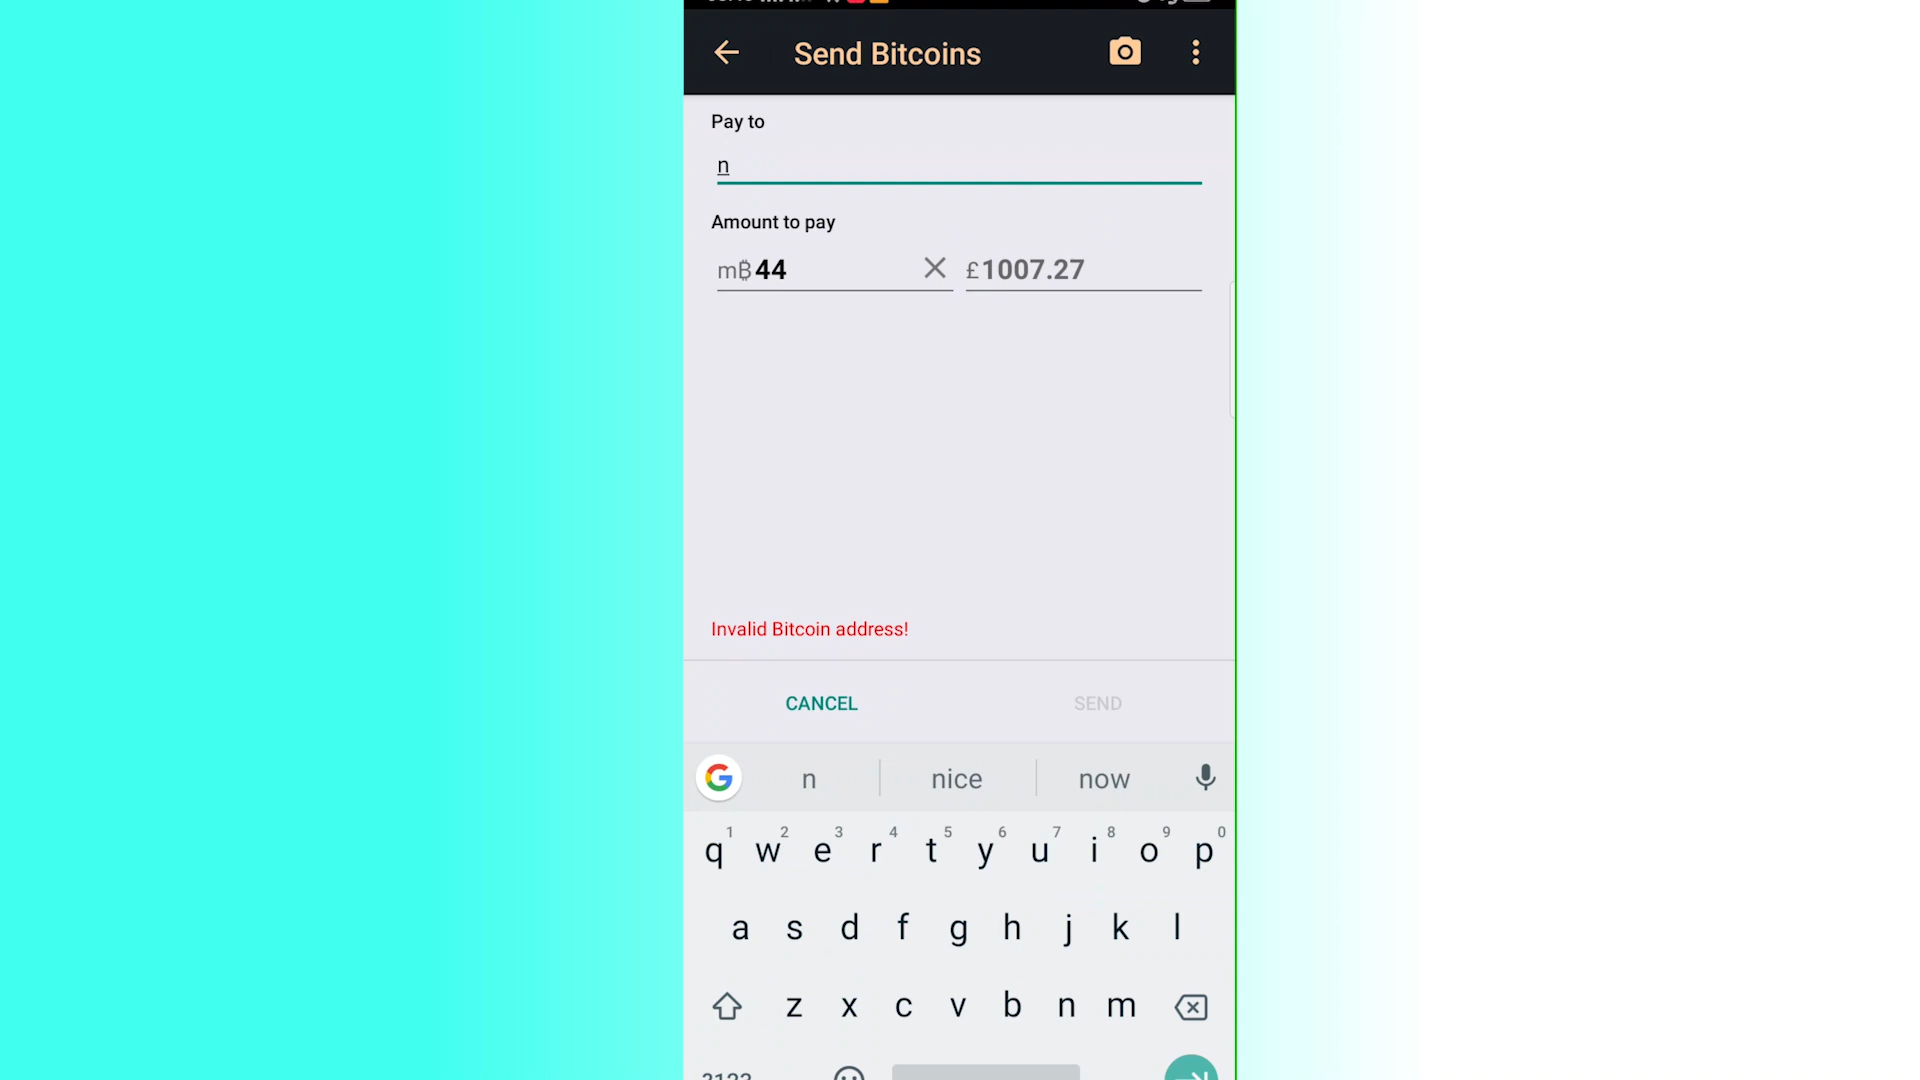 Send Bitcoins
Pay to
n
Amount to pay
m₿ 44 £ 1007.27
Invalid Bitcoin address!
CANCEL SEND
n nice now
1 2 3 4 5 6 7 8 9 0
q w e r t y u i o p
a s d f g h j k l
z x c v b n m